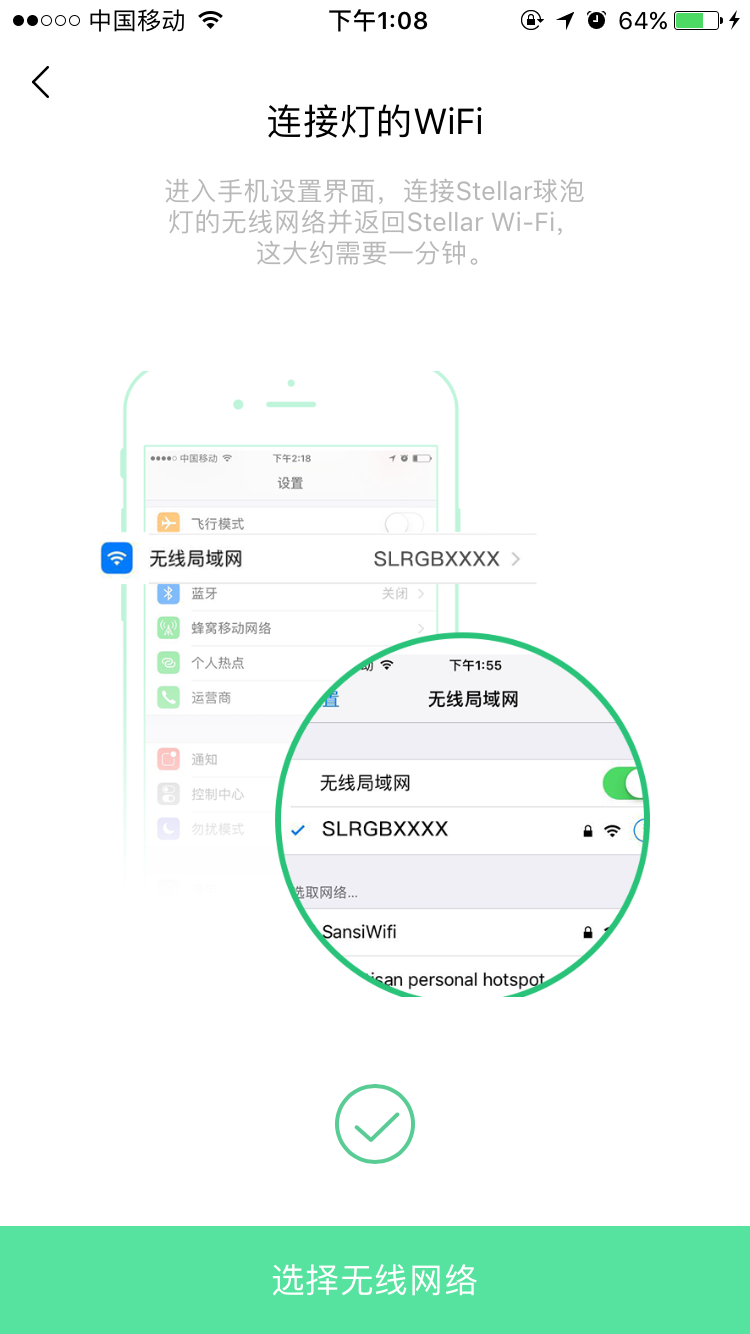 中国移动 下午1:08 64%
连接灯的WiFi
进入手机设置界面，连接Stellar球泡
灯的无线网络并返回Stellar Wi-Fi，
这大约需要一分钟。
中国移动 下午2:18
设置
飞行模式
无线局域网 SLRGBXXXX
蓝牙 关闭
蜂窝移动网络
个人热点
运营商
通知
控制中心
勿扰模式
动 下午1:55
置 无线局域网
无线局域网
SLRGBXXXX
选取网络...
SansiWifi
personal hotspot
选择无线网络